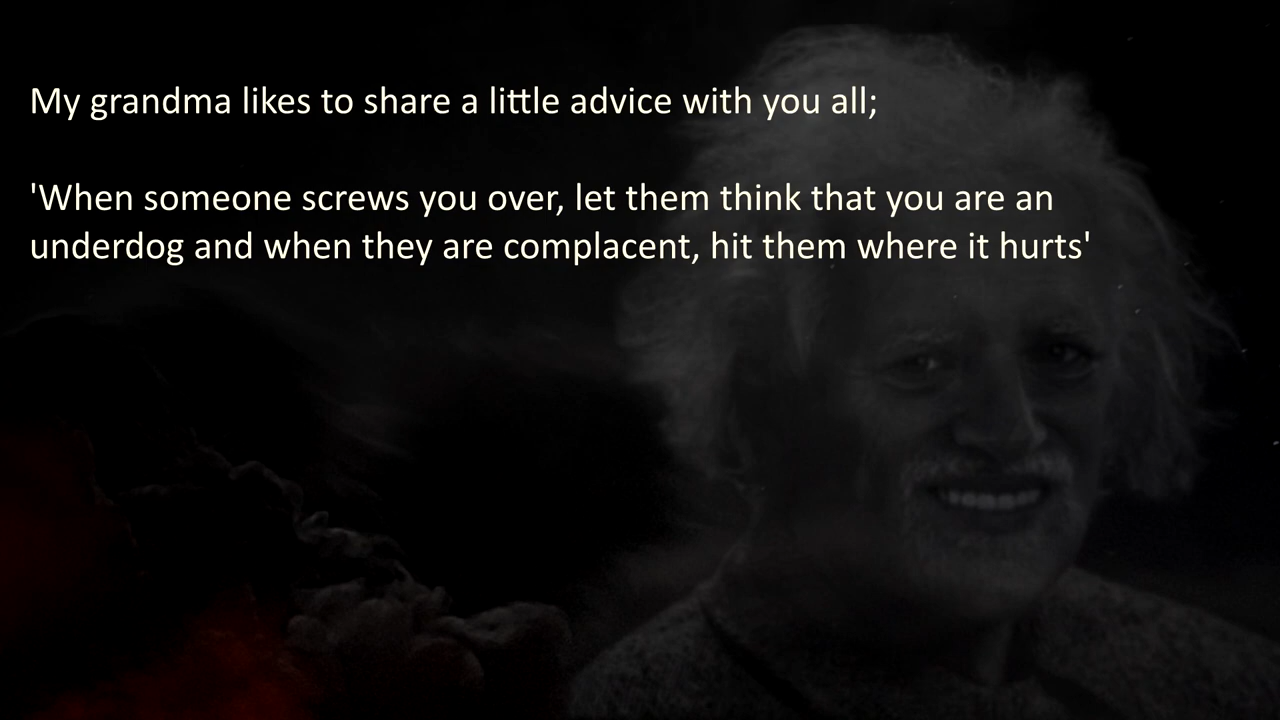 My grandma likes to share a little advice with you all;
'When someone screws you over, let them think that you are an
underdog and when they are complacent, hit them where it hurts'